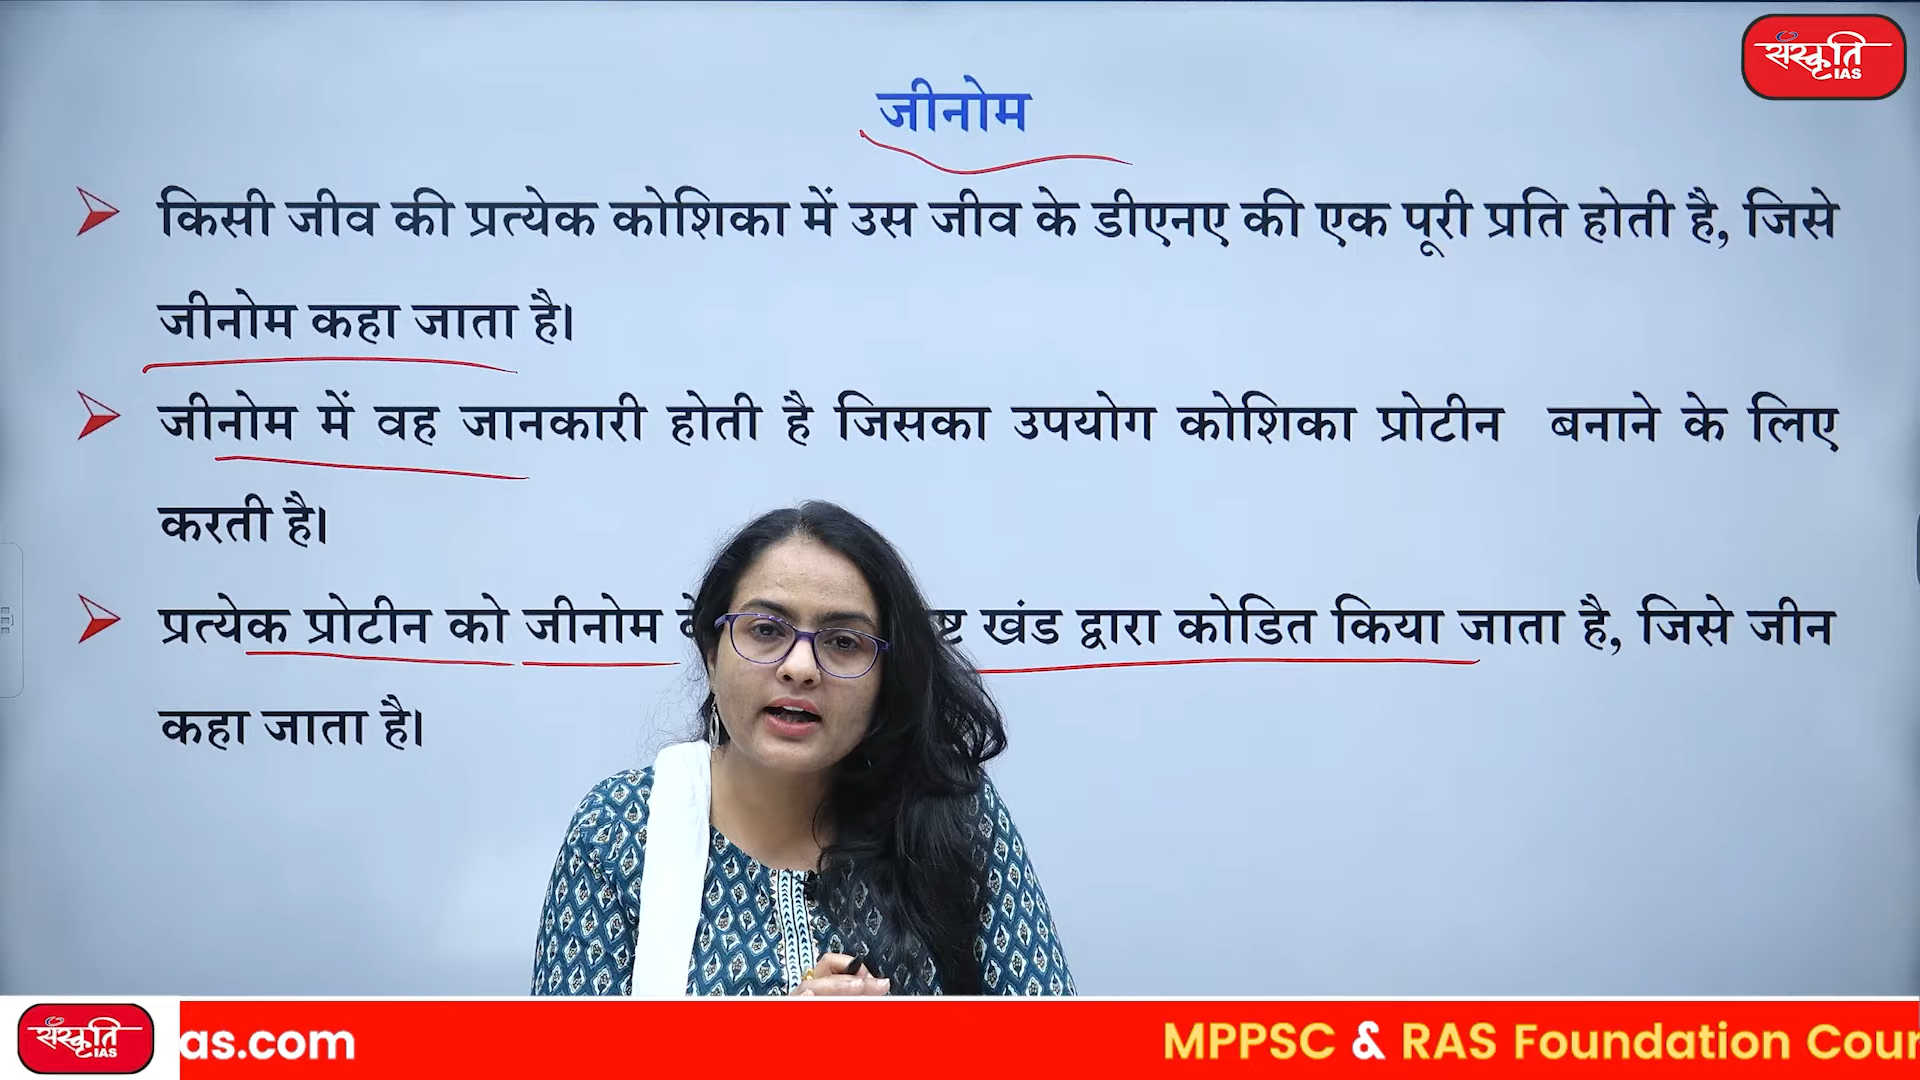 संस्कृति
IAS
जीनोम
किसी जीव की प्रत्येक कोशिका में उस जीव के डीएनए की एक पूरी प्रति होती है, जिसे
जीनोम कहा जाता है।
जीनोम में वह जानकारी होती है जिसका उपयोग कोशिका प्रोटीन बनाने के लिए
करती है।
प्रत्येक प्रोटीन को जीनोम खंड द्वारा कोडित किया जाता है, जिसे जीन
कहा जाता है।
संस्कृति
IAS
as.com MPPSC & RAS Foundation Cour